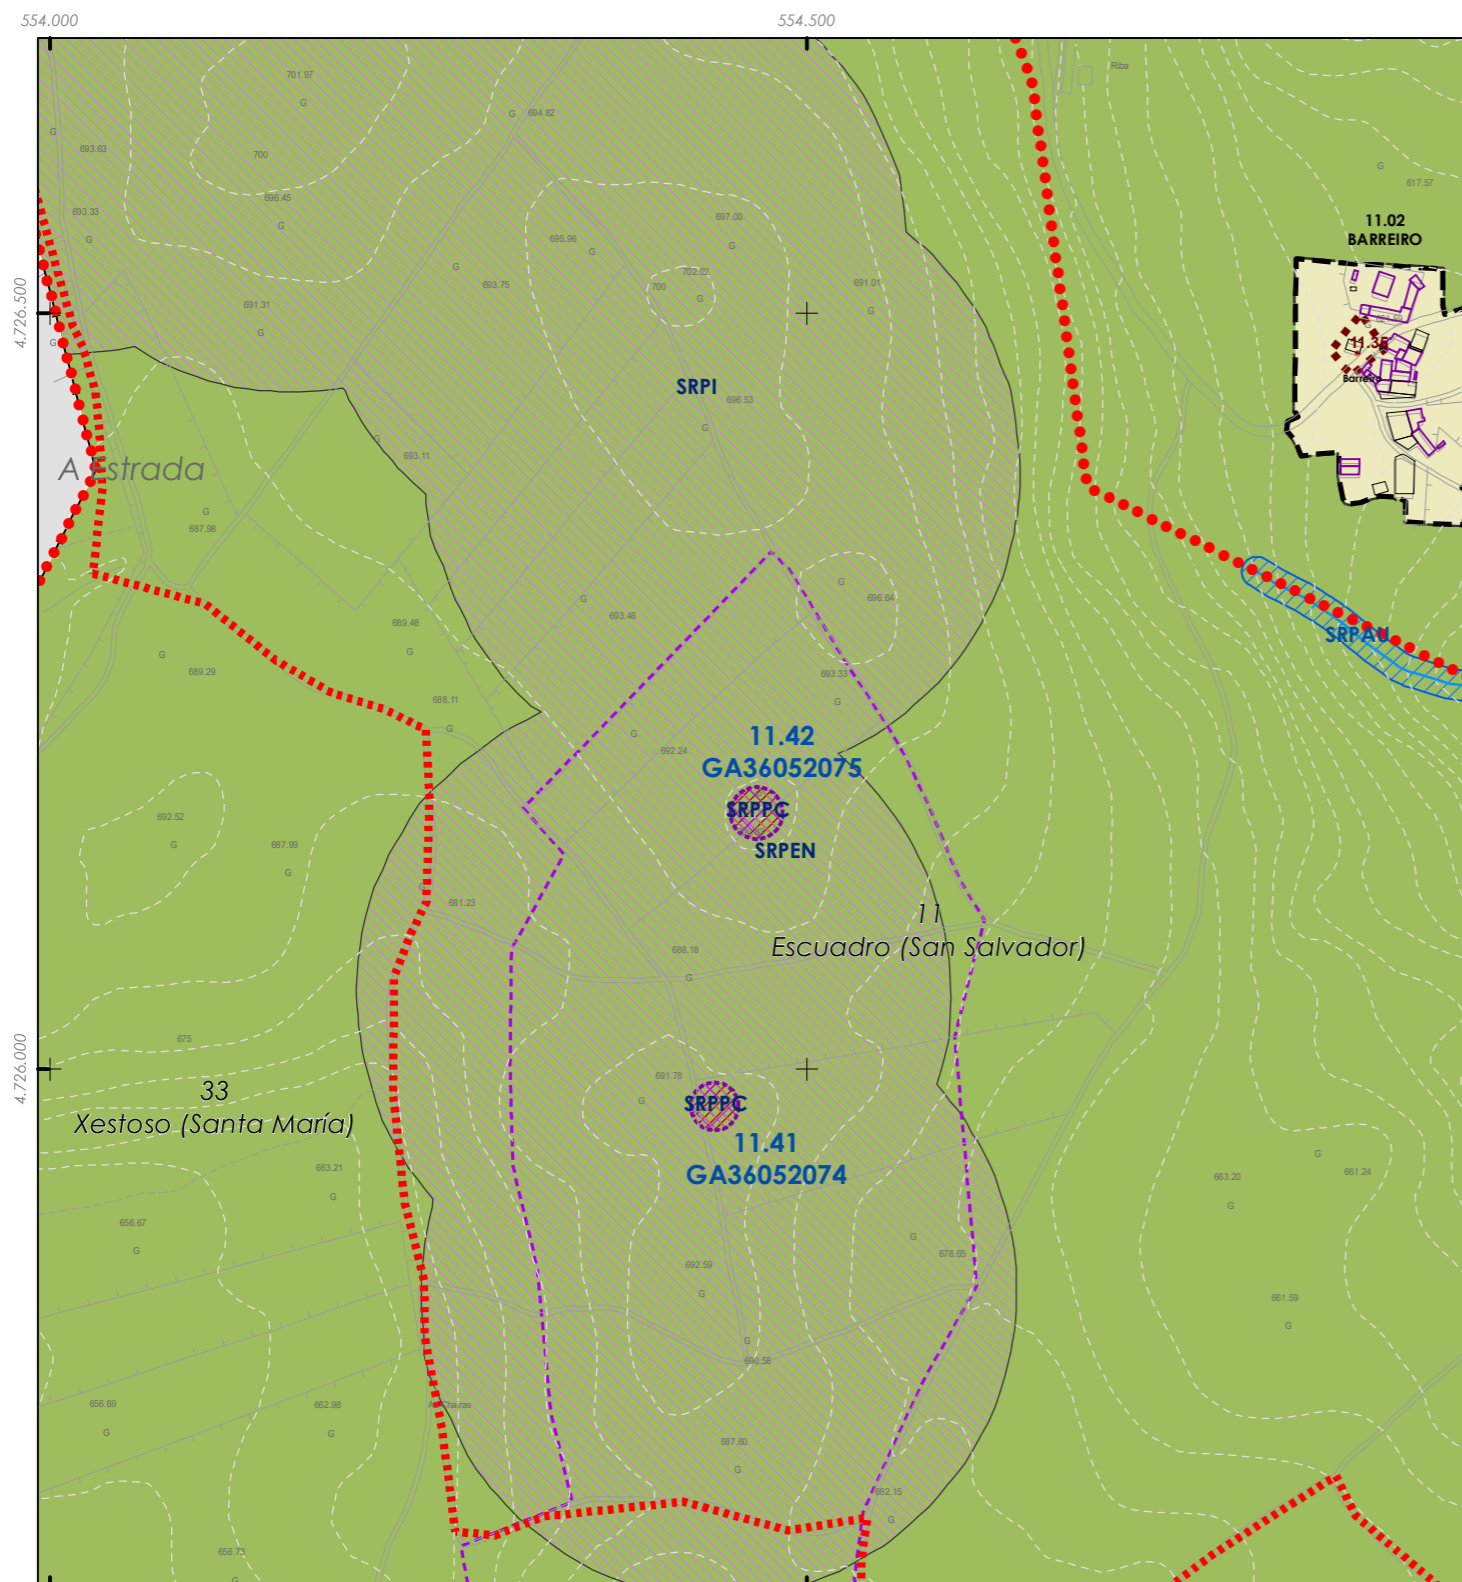 554.000
554.500
Riba
701.97
G
G
694.82
G
693.63
700
G
617.57
696.45
G
693.33
G
697.00
G
11.02
BARREIRO
695.96
G
G
702.02
700
G
693.75
691.01
G
691.31
G
4.726.500
G
11.35
Barreiro
SRPI
696.53
G
G
693.11
A Estrada
G
687.98
G
696.64
G
693.46
689.48
G
SRPAU
G
689.29
693.33
G
688.11
G
G
692.24
11.42
GA36052075
SRPPC
SRPEN
692.52
G
687.99
G
G
681.23
11
Escuadro (San Salvador)
688.18
G
675
4.726.000
691.78
G
33
Xestoso (Santa María)
SRPPC
11.41
GA36052074
663.21
G
G
661.24
663.20
G
656.67
G
G
676.65
692.59
G
661.59
G
G
690.58
656.69
G
662.98
G
As Chairas
687.60
G
682.15
G
656.73
G